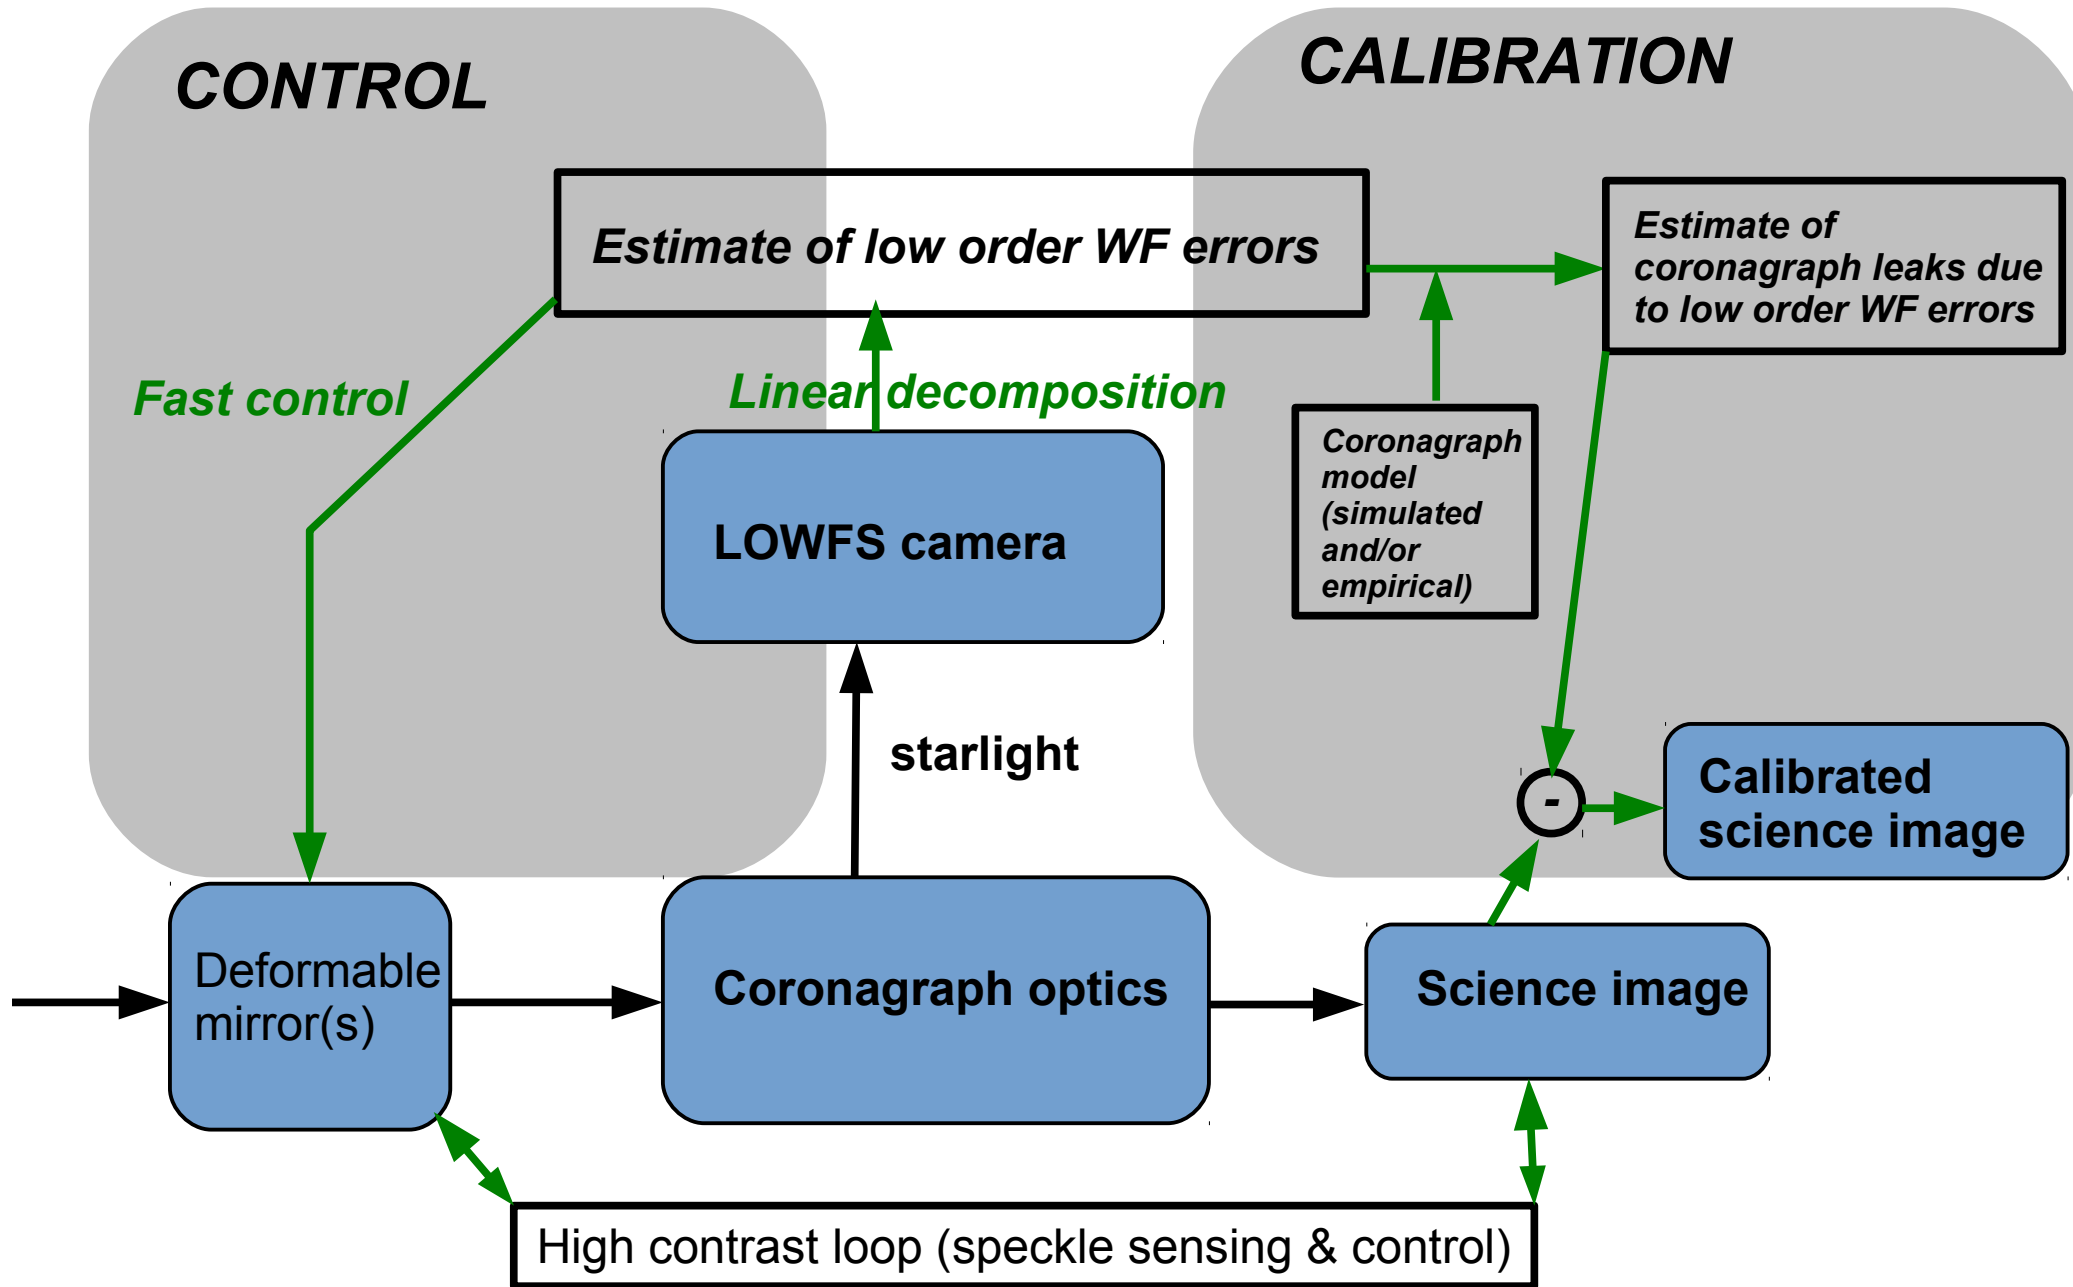 CONTROL
CALIBRATION
Estimate of low order WF errors
Estimate of
coronagraph leaks due
to low order WF errors
Fast control
Linear decomposition
Coronagraph
model
(simulated
and/or
empirical)
LOWFS camera
starlight
-
Calibrated
science image
Deformable
mirror(s)
Coronagraph optics
Science image
High contrast loop (speckle sensing & control)